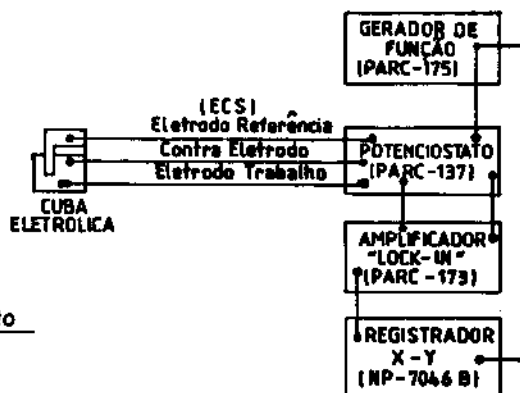 GERADOR DE
FUNÇÃO
(PARC-175)
(ECS)
Eletrodo Referência
Contra Eletrodo
Eletrodo Trabalho
POTENCIOSTATO
(PARC-137)
CUBA
ELETROLICA
AMPLIFICADOR
"LOCK-IN"
(PARC-173)
REGISTRADOR
X-Y
(NP-7046 B)